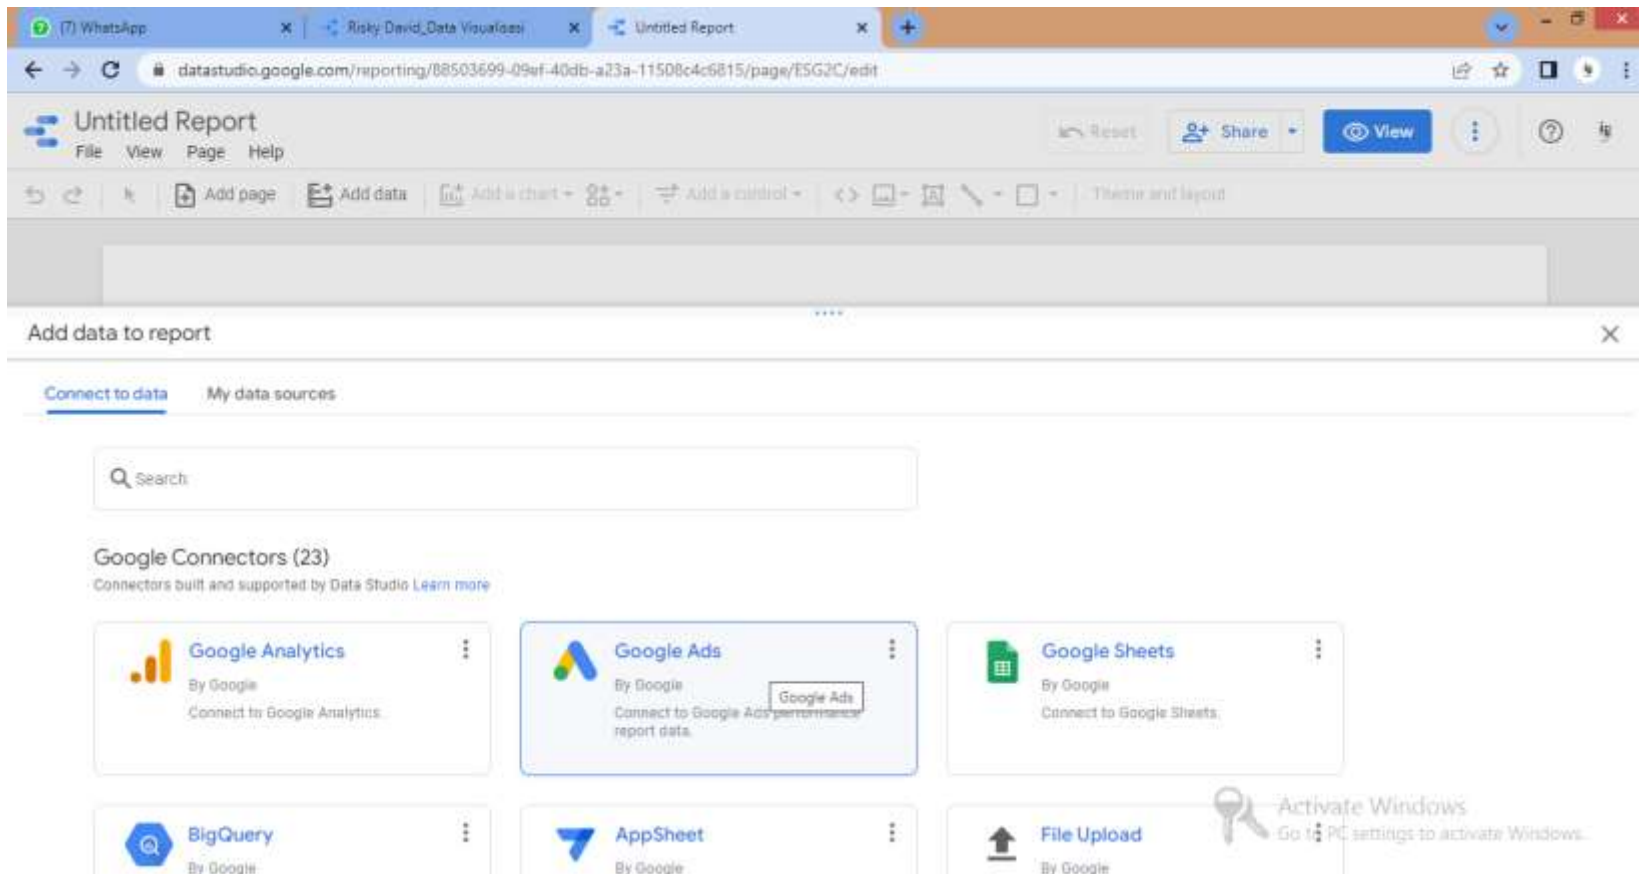 (7) WhatsApp
Risky David_Data Visualisasi
Untitled Report
datastudio.google.com/reporting/88503699-09ef-40db-a23a-11508c4c6815/page/ESG2C/edit
Untitled Report
Reset
Share
View
File View Page Help
Add page
Add data
Add a chart
Add a control
Theme and layout
Add data to report
Connect to data
My data sources
Search
Google Connectors (23)
Connectors built and supported by Data Studio Learn more
Google Analytics
By Google
Connect to Google Analytics.
Google Ads
By Google
Google Ads
Connect to Google Ads performance
report data.
Google Sheets
By Google
Connect to Google Sheets.
BigQuery
By Google
AppSheet
By Google
File Upload
By Google
Activate Windows
Go to PC settings to activate Windows.